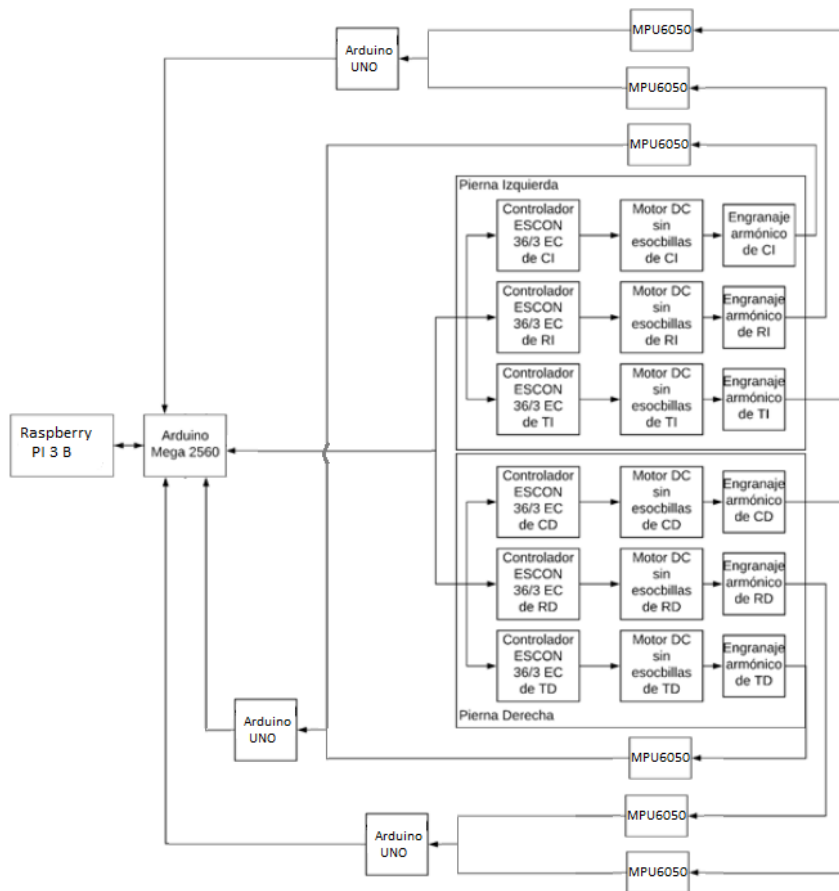 MPU6050
Arduino
UNO
MPU6050
MPU6050
Pierna Izquierda
Controlador
ESCON
36/3 EC
de CI
Motor DC
sin
esocbillas
de CI
Engranaje
armónico
de CI
Controlador
ESCON
36/3 EC
de RI
Motor DC
sin
esocbillas
de RI
Engranaje
armónico
de RI
Controlador
ESCON
36/3 EC
de TI
Motor DC
sin
esocbillas
de TI
Engranaje
armónico
de TI
Raspberry
PI 3 B
Arduino
Mega 2560
Controlador
ESCON
36/3 EC
de CD
Motor DC
sin
esocbillas
de CD
Engranaje
armónico
de CD
Controlador
ESCON
36/3 EC
de RD
Motor DC
sin
esocbillas
de RD
Engranaje
armónico
de RD
Controlador
ESCON
36/3 EC
de TD
Motor DC
sin
esocbillas
de TD
Engranaje
armónico
de TD
Pierna Derecha
Arduino
UNO
MPU6050
MPU6050
Arduino
UNO
MPU6050